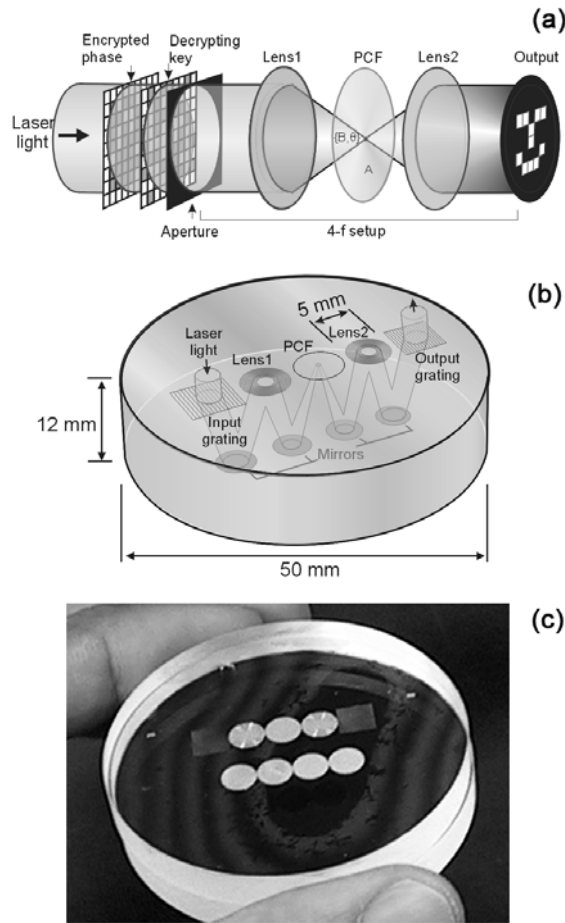 (a)
Encrypted
phase
Decrypting
key
Lens1
PCF
Lens2
Output
Laser
light
{B,θ}
A
Aperture
4-f setup
(b)
5 mm
Laser
light
Lens1
PCF
Lens2
Output
grating
12 mm
Input
grating
Mirrors
50 mm
(c)